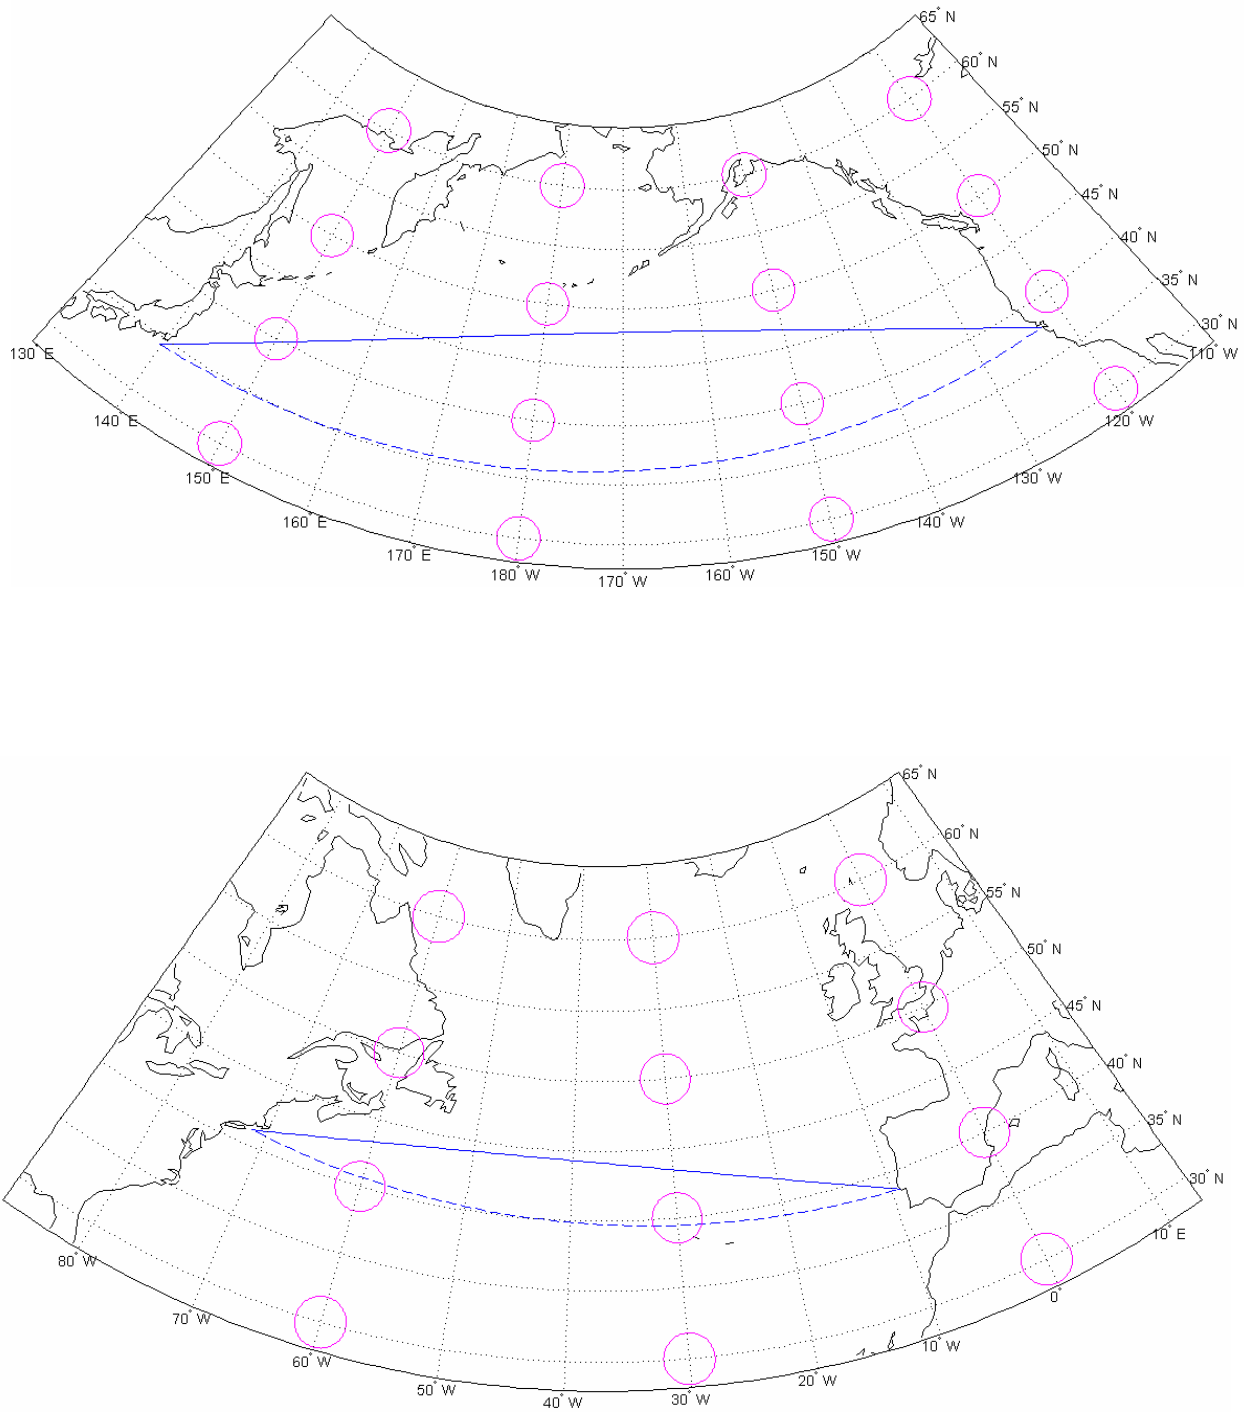 65° N
60° N
55° N
50° N
45° N
40° N
35° N
30° N
130° E
110° W
140° E
120° W
150° E
130° W
160° E
140° W
170° E
150° W
180° W
160° W
170° W
65° N
60° N
55° N
50° N
45° N
40° N
35° N
30° N
10° E
80° W
0°
70° W
10° W
60° W
20° W
50° W
30° W
40° W